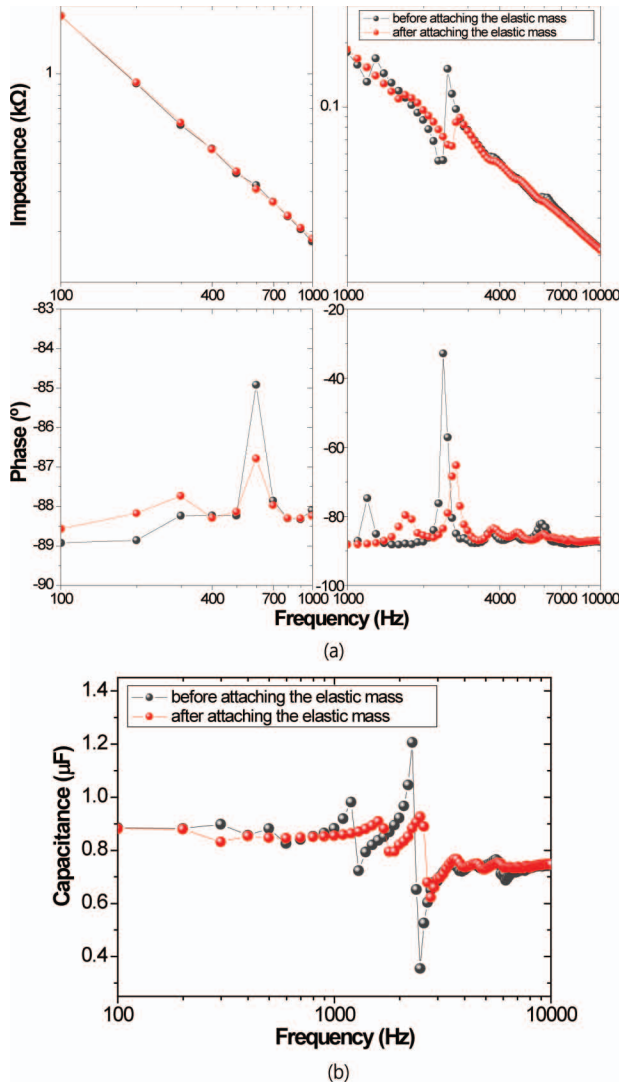 before attaching the elastic mass
after attaching the elastic mass
Impedance (kΩ)
1
0.1
100 400 700 1000
1000 4000 7000 10000
Phase (º)
-83
-84
-85
-86
-87
-88
-89
-90
-20
-40
-60
-80
-100
100 400 700 1000
1000 4000 7000 10000
Frequency (Hz)
(a)
before attaching the elastic mass
after attaching the elastic mass
Capacitance (μF)
1.4
1.2
1.0
0.8
0.6
0.4
100 1000 10000
Frequency (Hz)
(b)